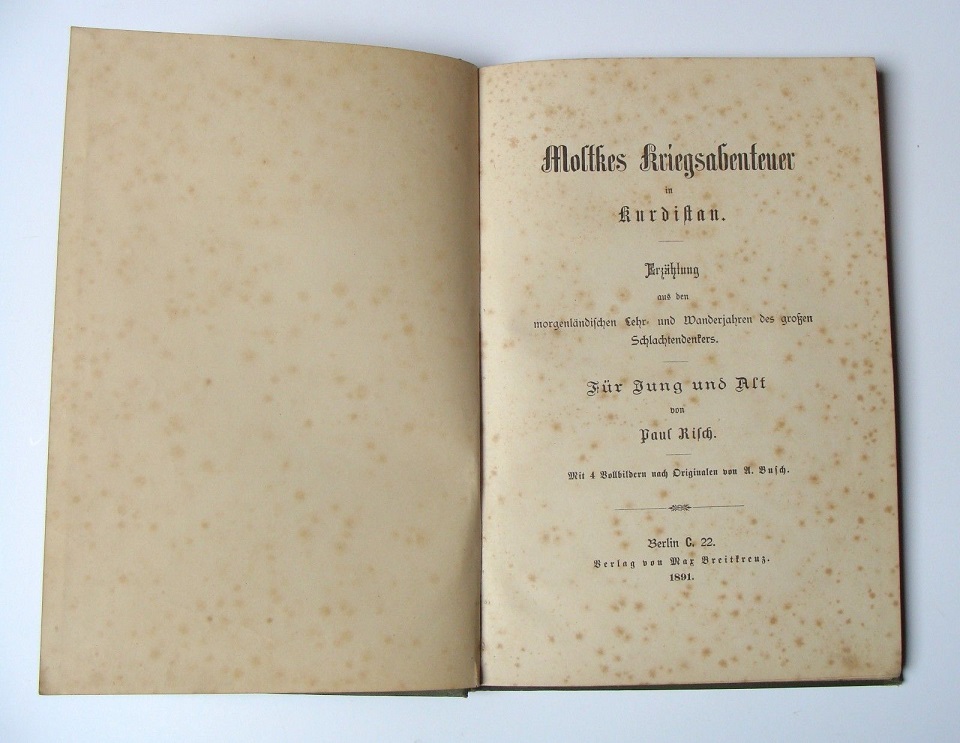 Moltkes Kriegsabenteuer
in
Kurdistan.
Erzählung
aus den
morgenländischen Lehr- und Wanderjahren des großen
Schlachtendenkers.
Für Jung und Alt
von
Paul Risch.
Mit 4 Vollbildern nach Originalen von A. Busch.
Berlin C. 22.
Verlag von Max Breitkreuz.
1891.